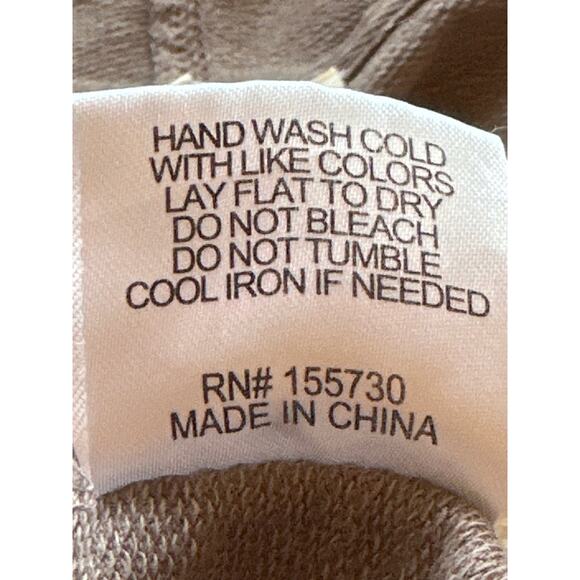 HAND WASH COLD
WITH LIKE COLORS
LAY FLAT TO DRY
DO NOT BLEACH
DO NOT TUMBLE
COOL IRON IF NEEDED
RN# 155730
MADE IN CHINA